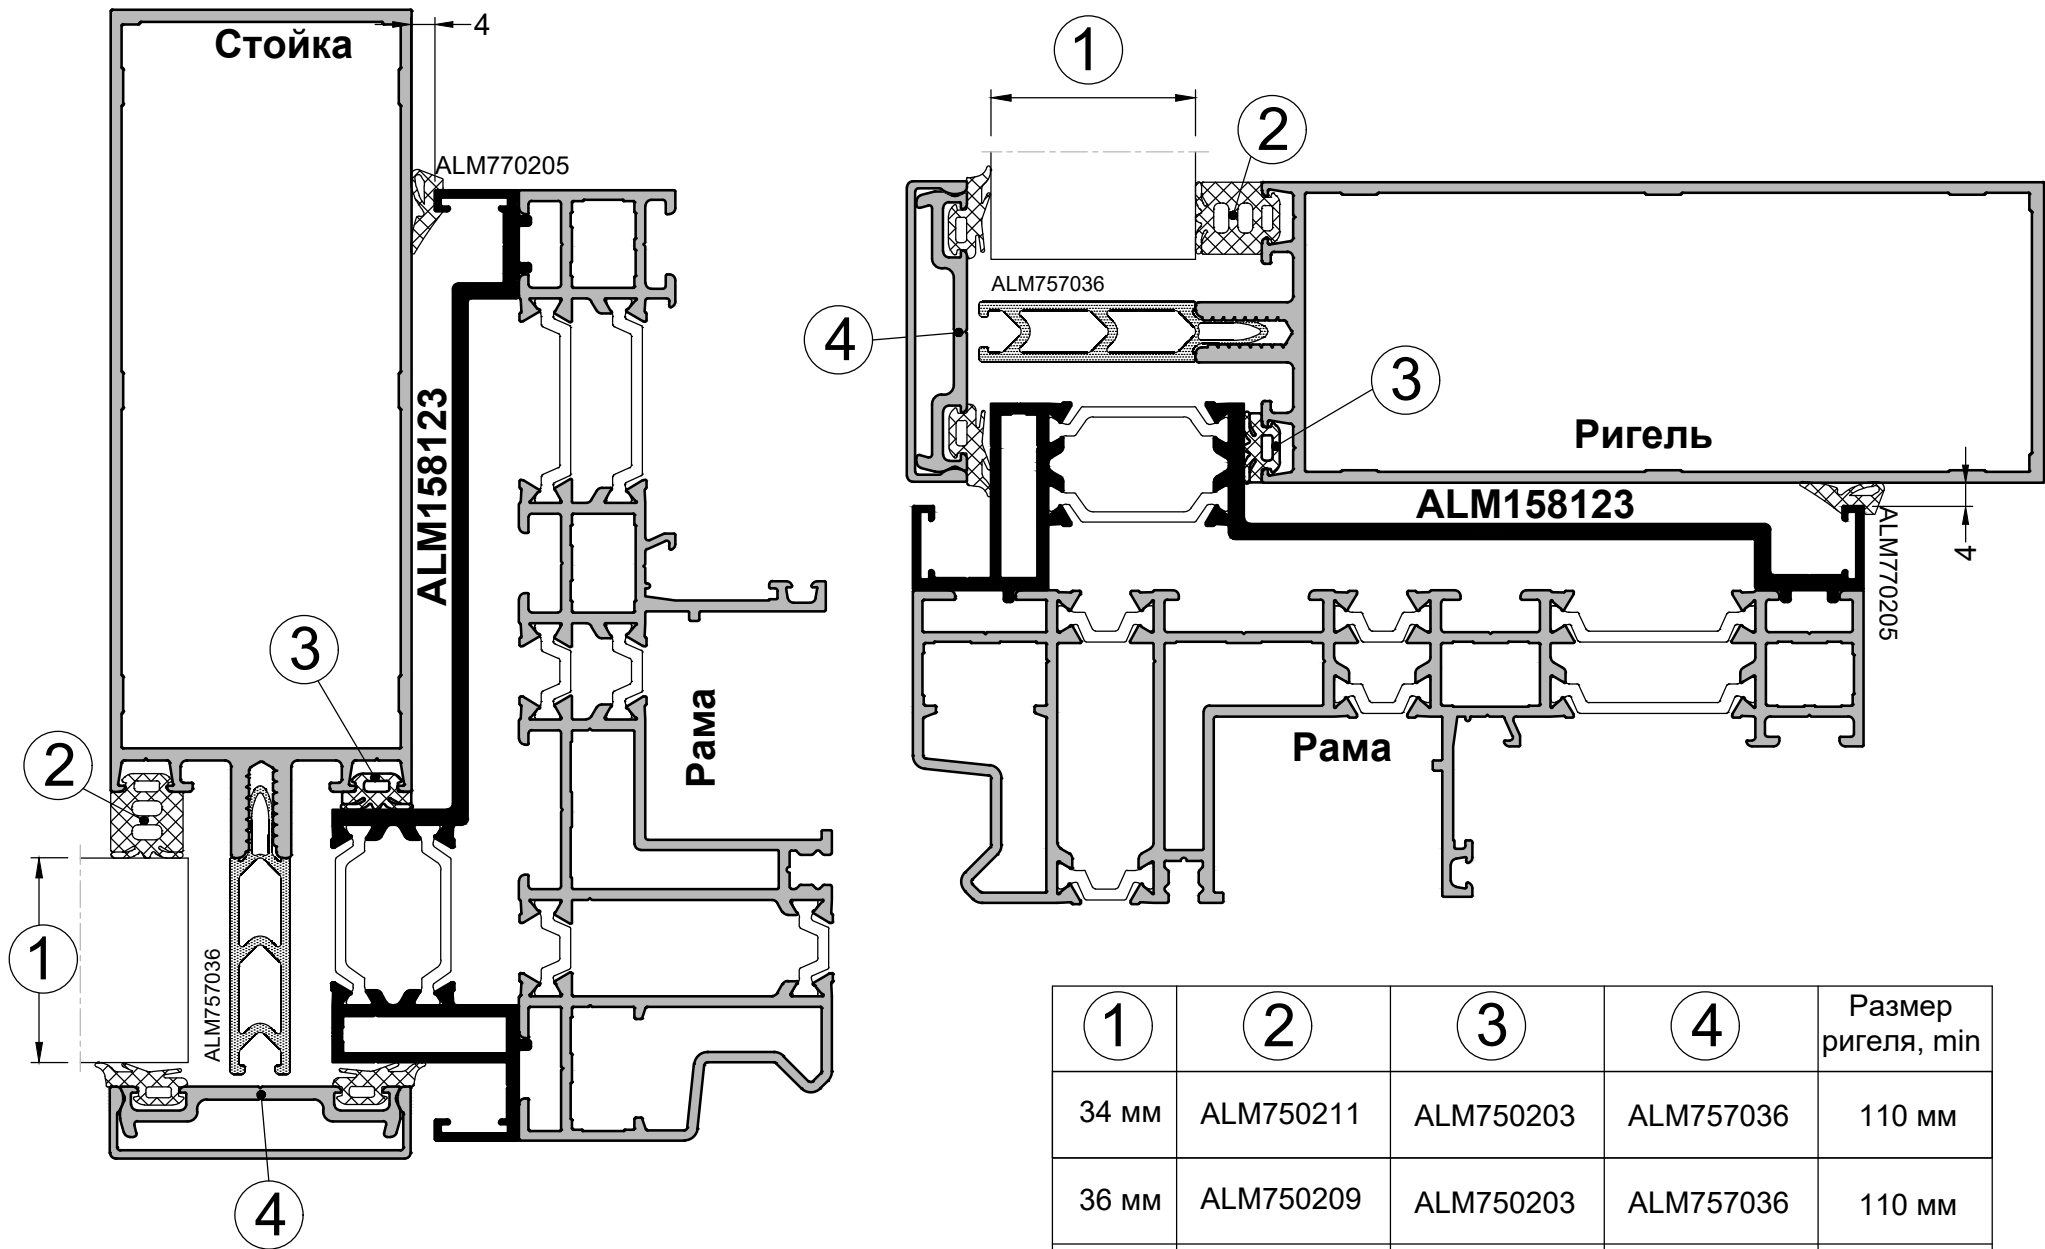 Стойка
4
ALM770205
ALM158123
3
2
Рама
1
ALM757036
4
1
2
ALM757036
4
3
Ригель
ALM158123
4
ALM770205
Рама
1 2 3 4 Размер
ригеля, min
34 мм ALM750211 ALM750203 ALM757036 110 мм
36 мм ALM750209 ALM750203 ALM757036 110 мм